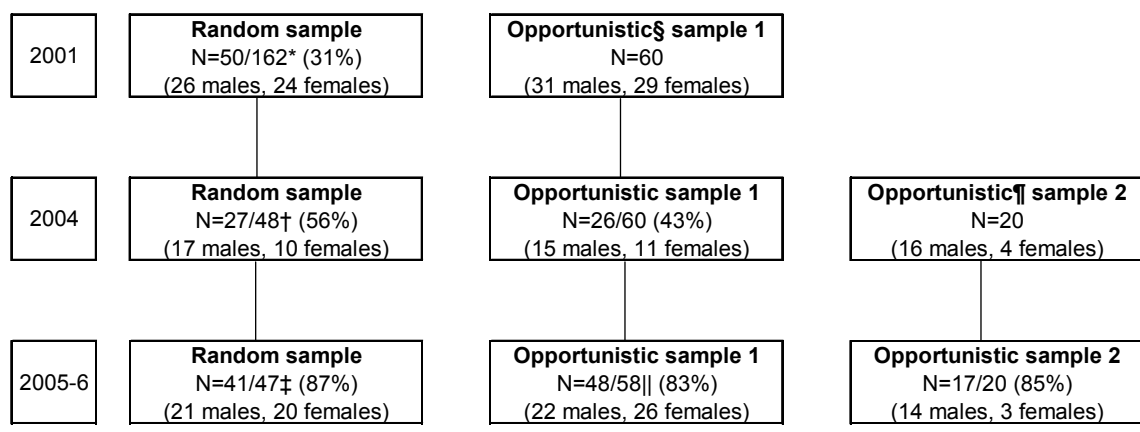 2001
Random sample
N=50/162* (31%)
(26 males, 24 females)
Opportunistic§ sample 1
N=60
(31 males, 29 females)
2004
Random sample
N=27/48† (56%)
(17 males, 10 females)
Opportunistic sample 1
N=26/60 (43%)
(15 males, 11 females)
Opportunistic¶ sample 2
N=20
(16 males, 4 females)
2005-6
Random sample
N=41/47‡ (87%)
(21 males, 20 females)
Opportunistic sample 1
N=48/58|| (83%)
(22 males, 26 females)
Opportunistic sample 2
N=17/20 (85%)
(14 males, 3 females)